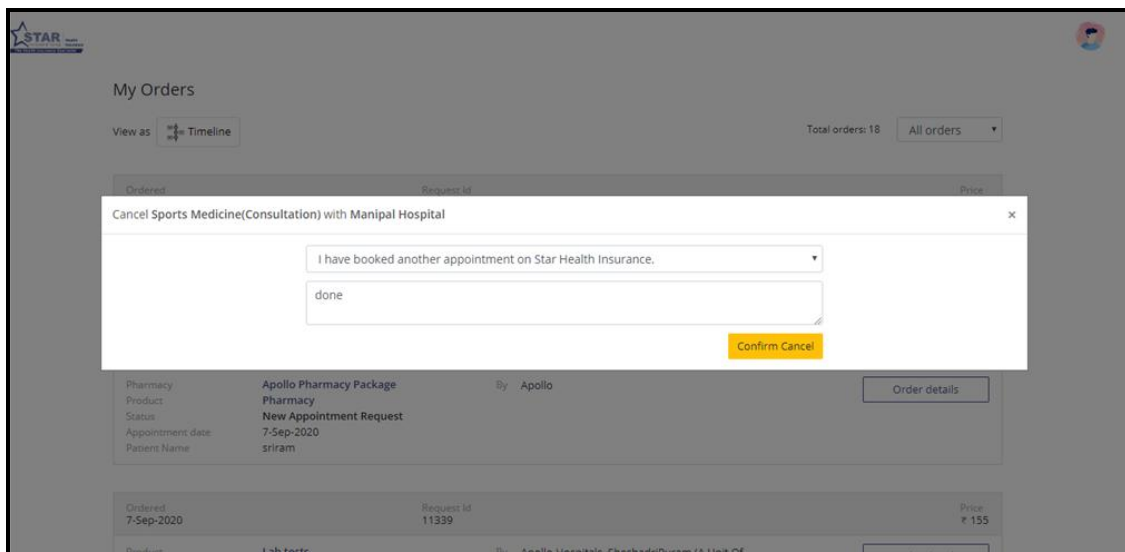 STAR Health Insurance
My Orders
View as Timeline Total orders: 18 All orders
Ordered Request Id Price
Cancel Sports Medicine(Consultation) with Manipal Hospital ×
I have booked another appointment on Star Health Insurance.
done
Confirm Cancel
Pharmacy Apollo Pharmacy Package By Apollo Order details
Product Pharmacy
Status New Appointment Request
Appointment date 7-Sep-2020
Patient Name sriram
Ordered Request Id Price
7-Sep-2020 11339 ₹ 155
Product Lab tests By Apollo Hospitals, SheshadriPuram (A Unit Of